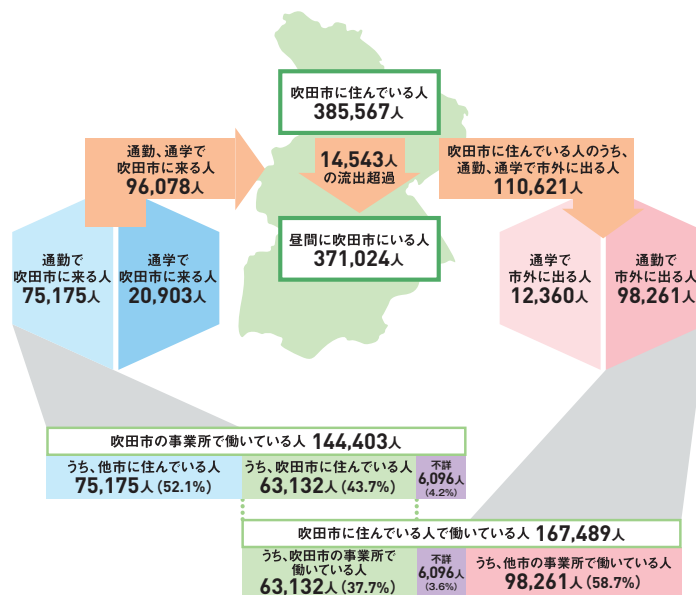 吹田市に住んでいる人
385,567人
通勤、通学で
吹田市に来る人
96,078人
14,543人
の流出超過
吹田市に住んでいる人のうち、
通勤、通学で市外に出る人
110,621人
昼間に吹田市にいる人
371,024人
通勤で
吹田市に来る人
75,175人
通学で
吹田市に来る人
20,903人
通学で
市外に出る人
12,360人
通勤で
市外に出る人
98,261人
吹田市の事業所で働いている人 144,403人
うち、他市に住んでいる人
75,175人(52.1%)
うち、吹田市に住んでいる人
63,132人(43.7%)
不詳
6,096人
(4.2%)
吹田市に住んでいる人で働いている人 167,489人
うち、吹田市の事業所で
働いている人
63,132人(37.7%)
不詳
6,096人
(3.6%)
うち、他市の事業所で働いている人
98,261人(58.7%)